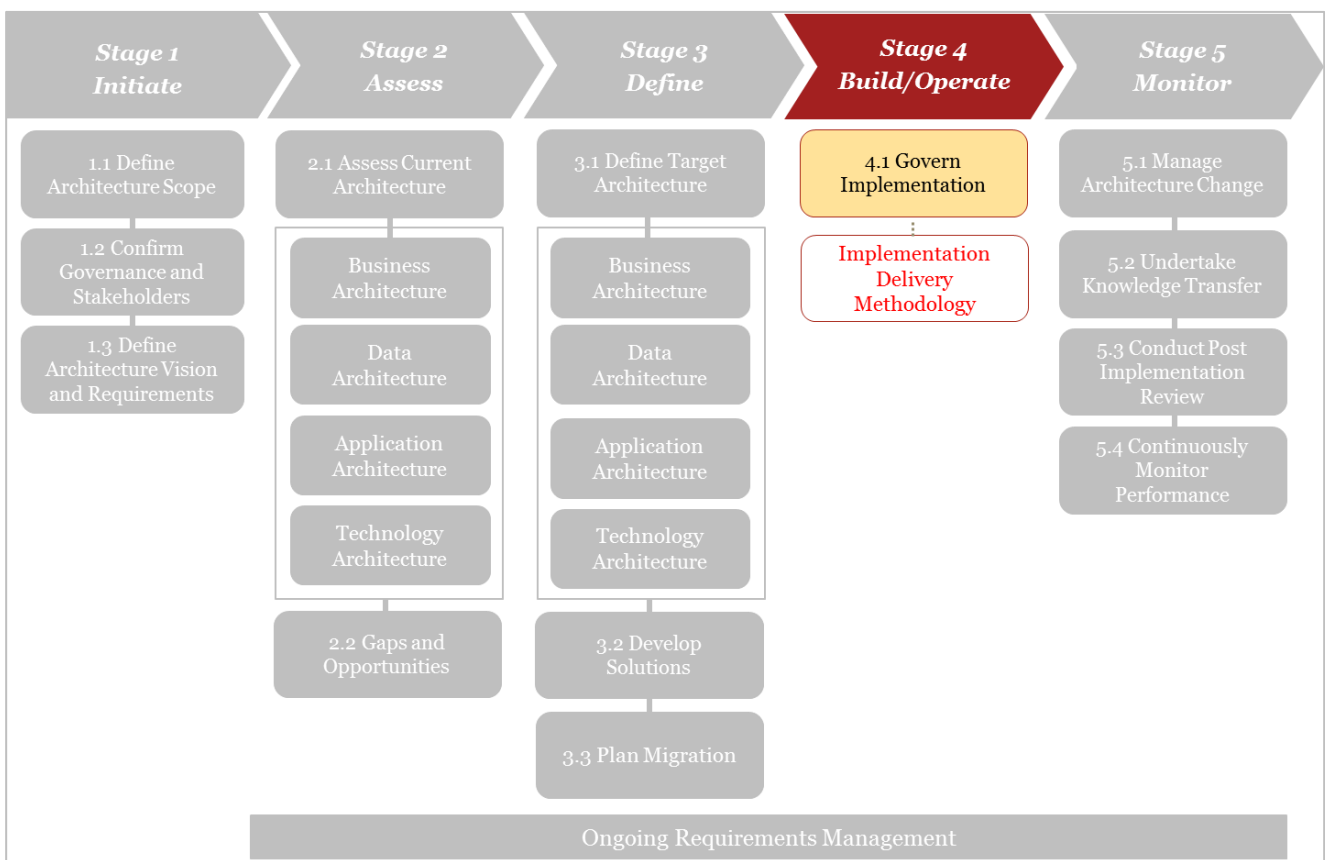 Stage 1
Initiate
Stage 2
Assess
Stage 3
Define
Stage 4
Build/Operate
Stage 5
Monitor
1.1 Define
Architecture Scope
1.2 Confirm
Governance and
Stakeholders
1.3 Define
Architecture Vision
and Requirements
2.1 Assess Current
Architecture
Business
Architecture
Data
Architecture
Application
Architecture
Technology
Architecture
2.2 Gaps and
Opportunities
3.1 Define Target
Architecture
Business
Architecture
Data
Architecture
Application
Architecture
Technology
Architecture
3.2 Develop
Solutions
3.3 Plan Migration
4.1 Govern
Implementation
Implementation
Delivery
Methodology
5.1 Manage
Architecture Change
5.2 Undertake
Knowledge Transfer
5.3 Conduct Post
Implementation
Review
5.4 Continuously
Monitor
Performance
Ongoing Requirements Management